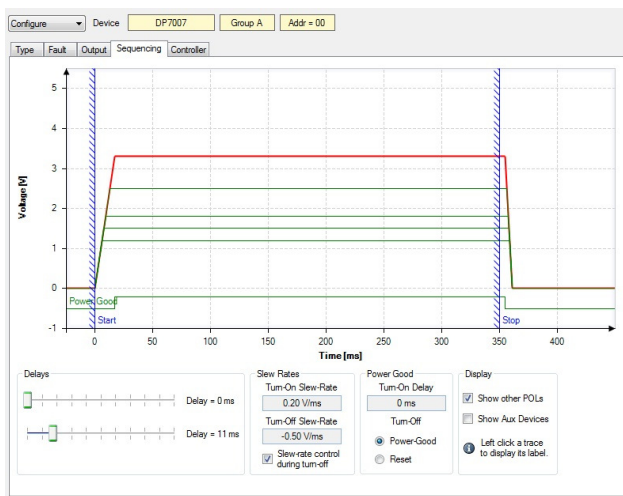 Configure Device DP7007 Group A Addr = 00
Type Fault Output Sequencing Controller
5
4
3
2
1
0
-1
Voltage [V]
Power Good
Start
Stop
0 50 100 150 200 250 300 350 400
Time [ms]
Delays
Delay = 0 ms
Delay = 11 ms
Slew Rates
Turn-On Slew-Rate
0.20 V/ms
Turn-Off Slew-Rate
-0.50 V/ms
Slew-rate control
during turn-off
Power Good
Turn-On Delay
0 ms
Turn-Off
Power-Good
Reset
Display
Show other POLs
Show Aux Devices
Left click a trace
to display its label.